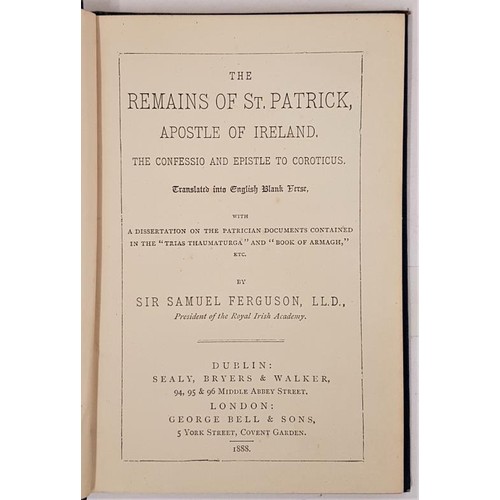 THE
REMAINS OF ST. PATRICK,
APOSTLE OF IRELAND.
THE CONFESSIO AND EPISTLE TO COROTICUS.
Translated into English Blank Verse,
WITH
A DISSERTATION ON THE PATRICIAN DOCUMENTS CONTAINED
IN THE "TRIAS THAUMATURGA" AND "BOOK OF ARMAGH,"
ETC.
BY
SIR SAMUEL FERGUSON, LL.D.,
President of the Royal Irish Academy.
DUBLIN:
SEALY, BRYERS & WALKER,
94, 95 & 96 MIDDLE ABBEY STREET.
LONDON:
GEORGE BELL & SONS,
5 YORK STREET, COVENT GARDEN.
1888.